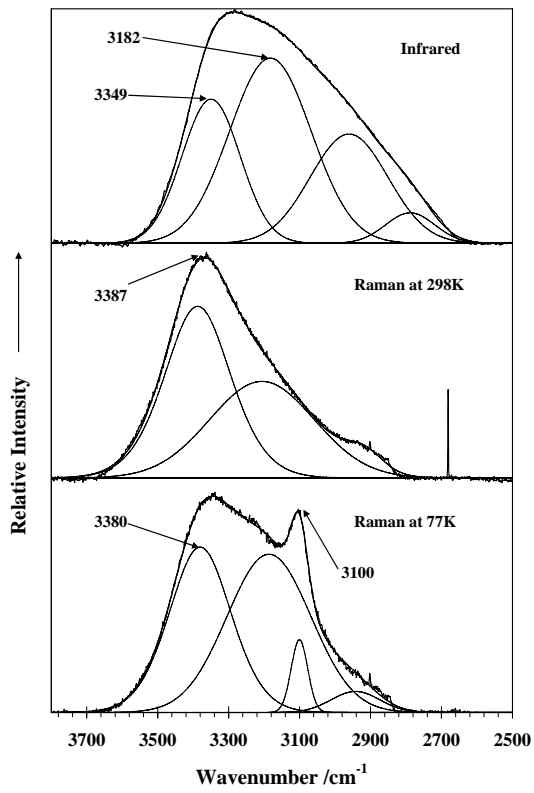 3182
Infrared
3349
Raman at 298K
3387
Relative Intensity
Raman at 77K
3380
3100
3700 3500 3300 3100 2900 2700 2500
Wavenumber /cm⁻¹